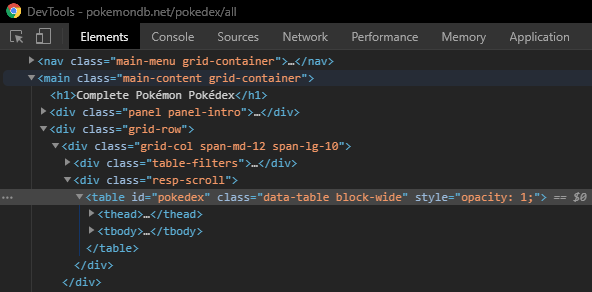 DevTools - pokemondb.net/pokedex/all
Elements Console Sources Network Performance Memory Application
▶<nav class="main-menu grid-container">…</nav>
▼<main class="main-content grid-container">
<h1>Complete Pokémon Pokédex</h1>
▶<div class="panel panel-intro">…</div>
▼<div class="grid-row">
▼<div class="grid-col span-md-12 span-lg-10">
▶<div class="table-filters">…</div>
▼<div class="resp-scroll">
… ▼<table id="pokedex" class="data-table block-wide" style="opacity: 1;"> == $0
▶<thead>…</thead>
▶<tbody>…</tbody>
</table>
</div>
</div>